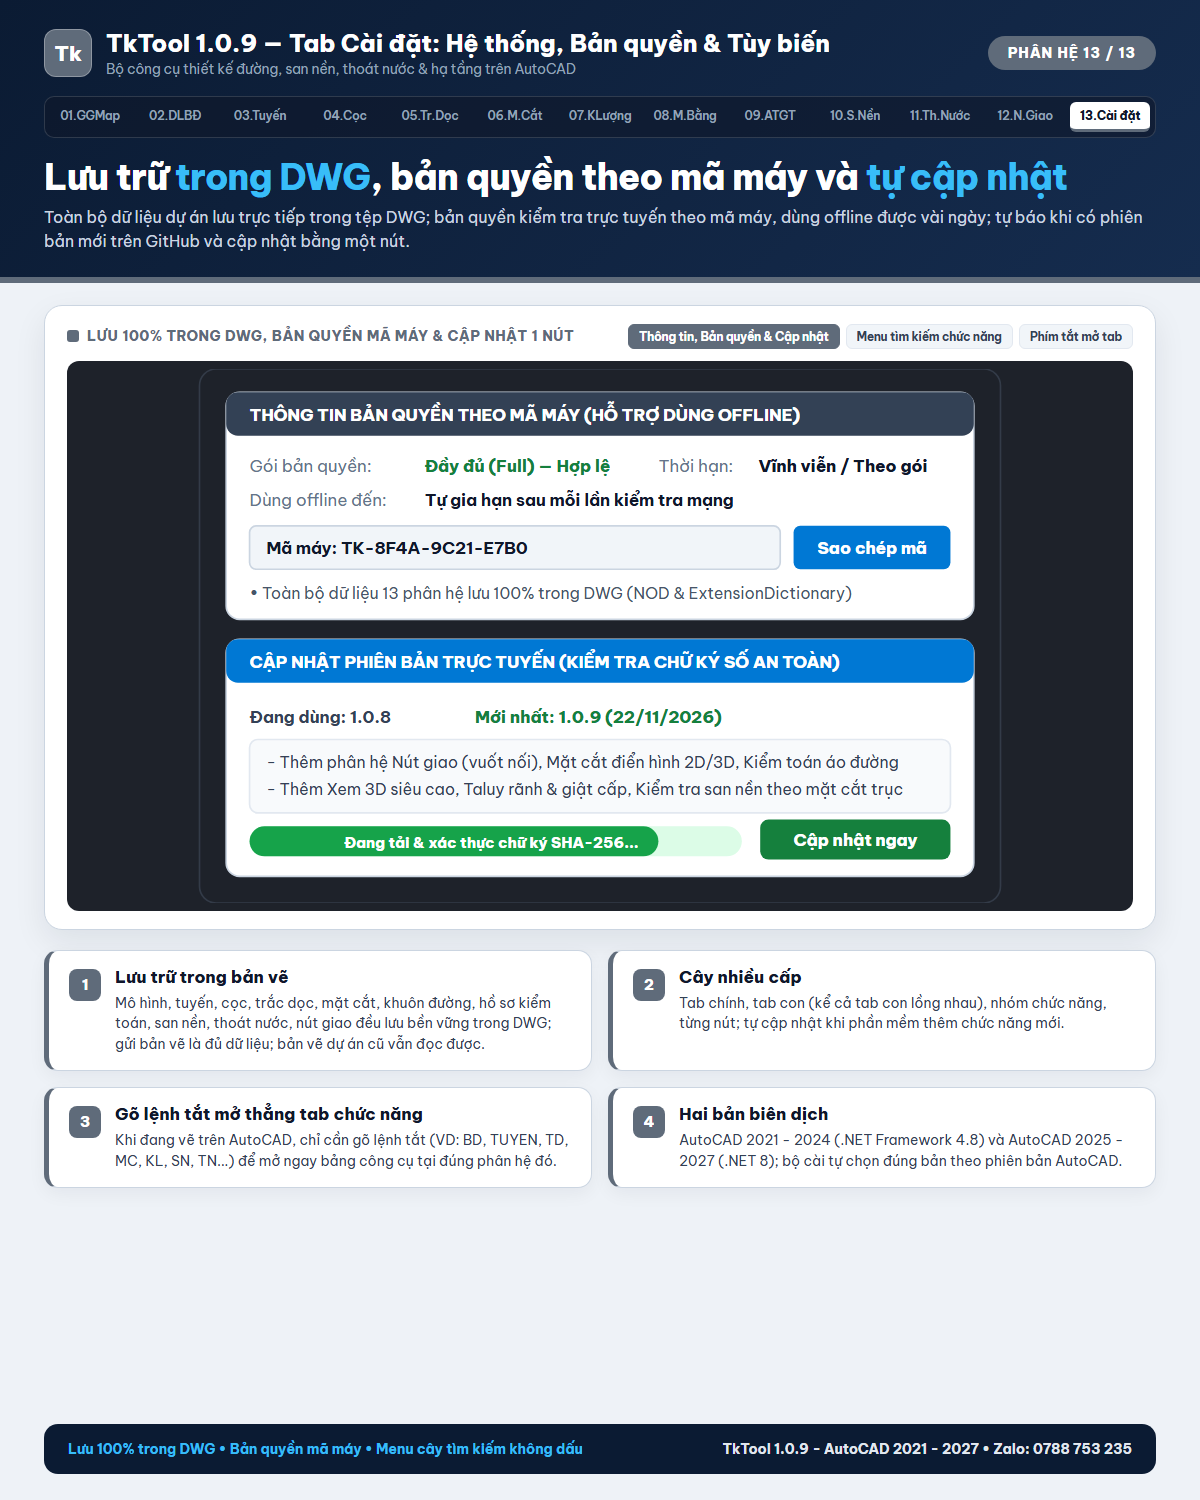 Tk
TkTool 1.0.9 — Tab Cài đặt: Hệ thống, Bản quyền & Tùy biến
Bộ công cụ thiết kế đường, san nền, thoát nước & hạ tầng trên AutoCAD
PHÂN HỆ 13 / 13
01.GGMap 02.DLBĐ 03.Tuyến 04.Cọc 05.Tr.Dọc 06.M.Cắt 07.KLượng 08.M.Bằng 09.ATGT 10.S.Nền 11.Th.Nước 12.N.Giao 13.Cài đặt
Lưu trữ trong DWG, bản quyền theo mã máy và tự cập nhật
Toàn bộ dữ liệu dự án lưu trực tiếp trong tệp DWG; bản quyền kiểm tra trực tuyến theo mã máy, dùng offline được vài ngày; tự báo khi có phiên
bản mới trên GitHub và cập nhật bằng một nút.
LƯU 100% TRONG DWG, BẢN QUYỀN MÃ MÁY & CẬP NHẬT 1 NÚT
Thông tin, Bản quyền & Cập nhật
Menu tìm kiếm chức năng
Phím tắt mở tab
THÔNG TIN BẢN QUYỀN THEO MÃ MÁY (HỖ TRỢ DÙNG OFFLINE)
Gói bản quyền: Đầy đủ (Full) — Hợp lệ Thời hạn: Vĩnh viễn / Theo gói
Dùng offline đến: Tự gia hạn sau mỗi lần kiểm tra mạng
Mã máy: TK-8F4A-9C21-E7B0
Sao chép mã
• Toàn bộ dữ liệu 13 phân hệ lưu 100% trong DWG (NOD & ExtensionDictionary)
CẬP NHẬT PHIÊN BẢN TRỰC TUYẾN (KIỂM TRA CHỮ KÝ SỐ AN TOÀN)
Đang dùng: 1.0.8 Mới nhất: 1.0.9 (22/11/2026)
- Thêm phân hệ Nút giao (vuốt nối), Mặt cắt điển hình 2D/3D, Kiểm toán áo đường
- Thêm Xem 3D siêu cao, Taluy rãnh & giật cấp, Kiểm tra san nền theo mặt cắt trục
Đang tải & xác thực chữ ký SHA-256...
Cập nhật ngay
1
Lưu trữ trong bản vẽ
Mô hình, tuyến, cọc, trắc dọc, mặt cắt, khuôn đường, hồ sơ kiểm
toán, san nền, thoát nước, nút giao đều lưu bền vững trong DWG;
gửi bản vẽ là đủ dữ liệu; bản vẽ dự án cũ vẫn đọc được.
2
Cây nhiều cấp
Tab chính, tab con (kể cả tab con lồng nhau), nhóm chức năng,
từng nút; tự cập nhật khi phần mềm thêm chức năng mới.
3
Gõ lệnh tắt mở thẳng tab chức năng
Khi đang vẽ trên AutoCAD, chỉ cần gõ lệnh tắt (VD: BD, TUYEN, TD,
MC, KL, SN, TN...) để mở ngay bảng công cụ tại đúng phân hệ đó.
4
Hai bản biên dịch
AutoCAD 2021 - 2024 (.NET Framework 4.8) và AutoCAD 2025 -
2027 (.NET 8); bộ cài tự chọn đúng bản theo phiên bản AutoCAD.
Lưu 100% trong DWG • Bản quyền mã máy • Menu cây tìm kiếm không dấu
TkTool 1.0.9 - AutoCAD 2021 - 2027 • Zalo: 0788 753 235